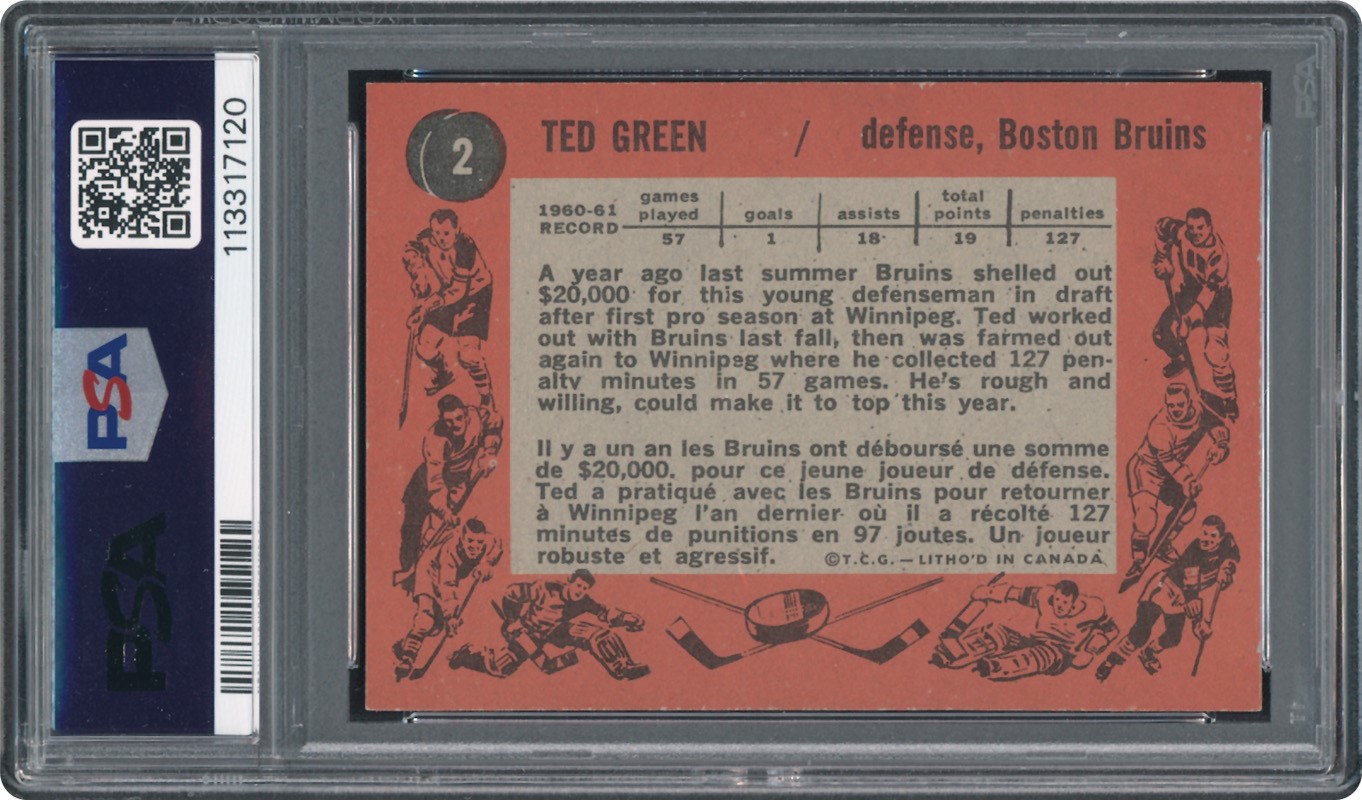 PSA
PSA
113317120
2
TED GREEN / defense, Boston Bruins
1960-61 RECORD
games played goals assists total points penalties
57 1 18 19 127
A year ago last summer Bruins shelled out
$20,000 for this young defenseman in draft
after first pro season at Winnipeg. Ted worked
out with Bruins last fall, then was farmed out
again to Winnipeg where he collected 127 pen-
alty minutes in 57 games. He's rough and
willing, could make it to top this year.
Il y a un an les Bruins ont déboursé une somme
de $20,000. pour ce jeune joueur de défense.
Ted a pratiqué avec les Bruins pour retourner
à Winnipeg l'an dernier où il a récolté 127
minutes de punitions en 97 joutes. Un joueur
robuste et agressif. ©T.C.G. — LITHO'D IN CANADA
PSA